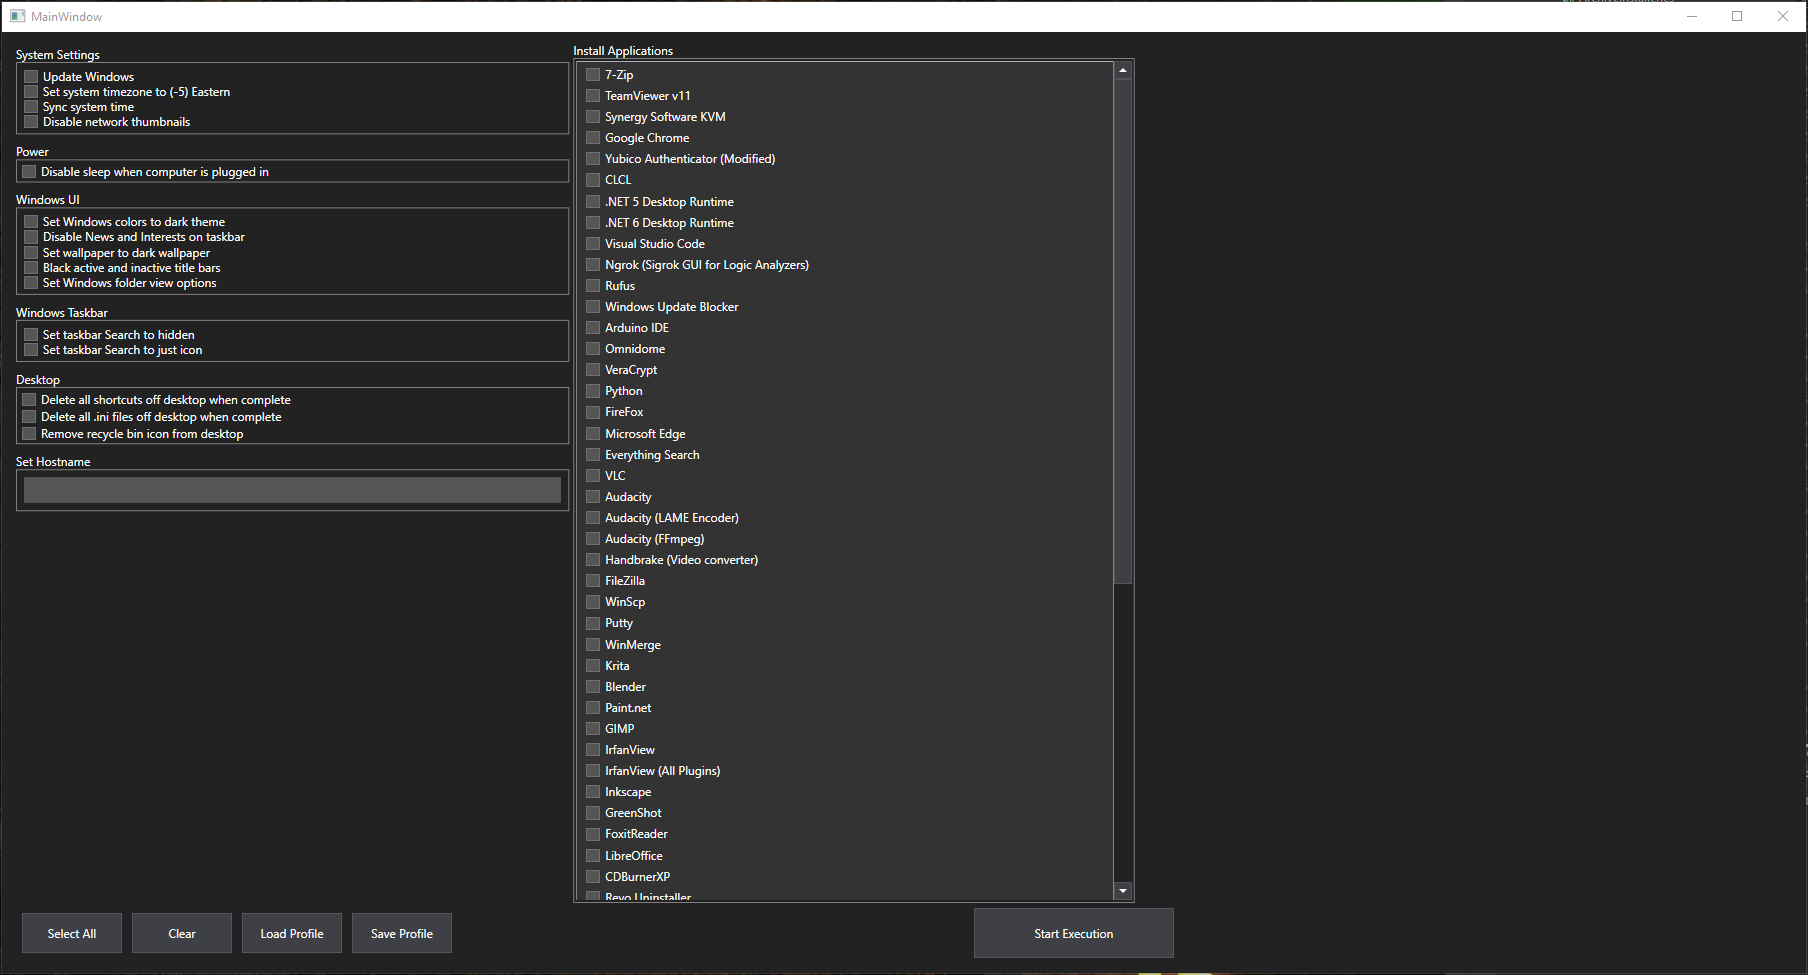 MainWindow
System Settings
Update Windows
Set system timezone to (-5) Eastern
Sync system time
Disable network thumbnails
Power
Disable sleep when computer is plugged in
Windows UI
Set Windows colors to dark theme
Disable News and Interests on taskbar
Set wallpaper to dark wallpaper
Black active and inactive title bars
Set Windows folder view options
Windows Taskbar
Set taskbar Search to hidden
Set taskbar Search to just icon
Desktop
Delete all shortcuts off desktop when complete
Delete all .ini files off desktop when complete
Remove recycle bin icon from desktop
Set Hostname
Install Applications
7-Zip
TeamViewer v11
Synergy Software KVM
Google Chrome
Yubico Authenticator (Modified)
CLCL
.NET 5 Desktop Runtime
.NET 6 Desktop Runtime
Visual Studio Code
Ngrok (Sigrok GUI for Logic Analyzers)
Rufus
Windows Update Blocker
Arduino IDE
Omnidome
VeraCrypt
Python
FireFox
Microsoft Edge
Everything Search
VLC
Audacity
Audacity (LAME Encoder)
Audacity (FFmpeg)
Handbrake (Video converter)
FileZilla
WinScp
Putty
WinMerge
Krita
Blender
Paint.net
GIMP
IrfanView
IrfanView (All Plugins)
Inkscape
GreenShot
FoxitReader
LibreOffice
CDBurnerXP
Revo Uninstaller
Select All
Clear
Load Profile
Save Profile
Start Execution